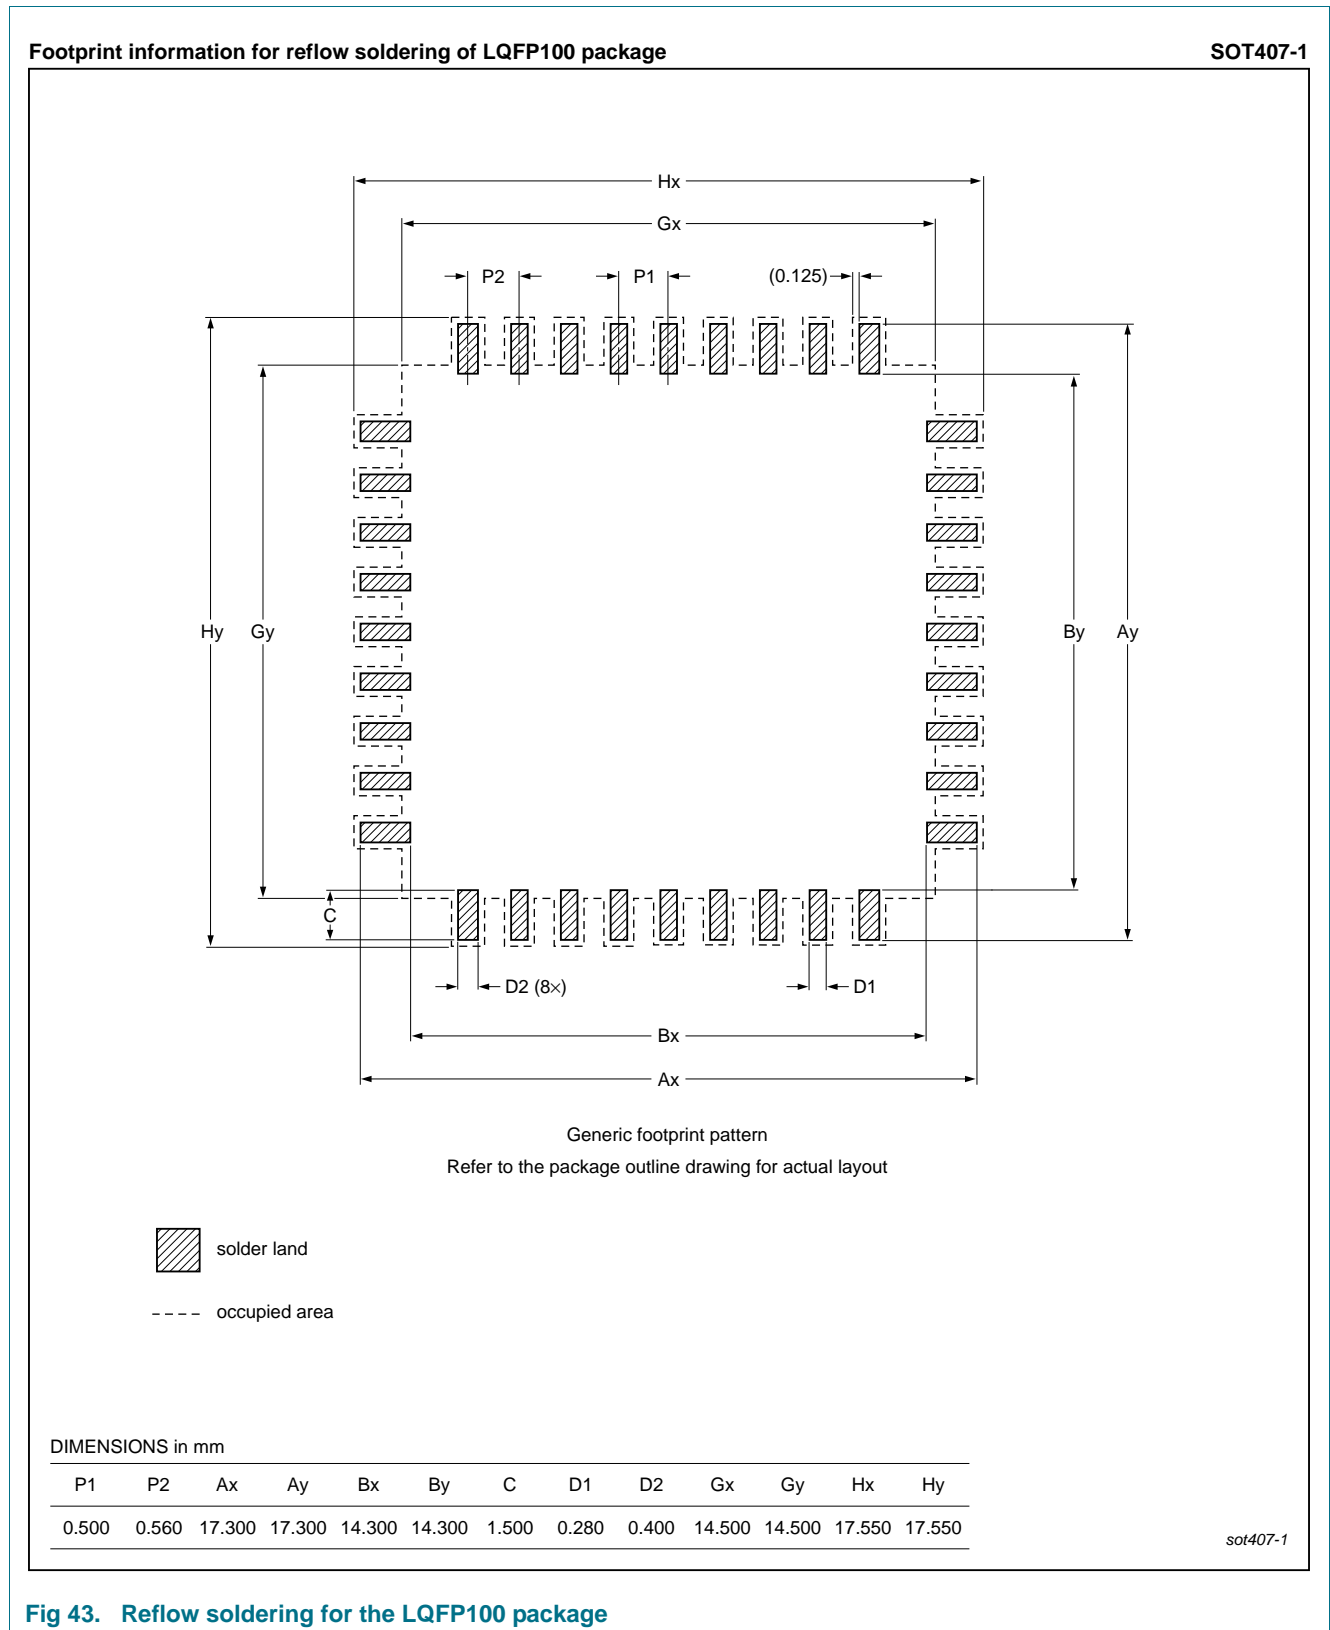 Footprint information for reflow soldering of LQFP100 package SOT407-1
Hx
Gx
P2 P1 (0.125)
Hy Gy By Ay
C
D2 (8×) D1
Bx
Ax
Generic footprint pattern
Refer to the package outline drawing for actual layout
solder land
occupied area
DIMENSIONS in mm
P1 P2 Ax Ay Bx By C D1 D2 Gx Gy Hx Hy
0.500 0.560 17.300 17.300 14.300 14.300 1.500 0.280 0.400 14.500 14.500 17.550 17.550
sot407-1
Fig 43. Reflow soldering for the LQFP100 package